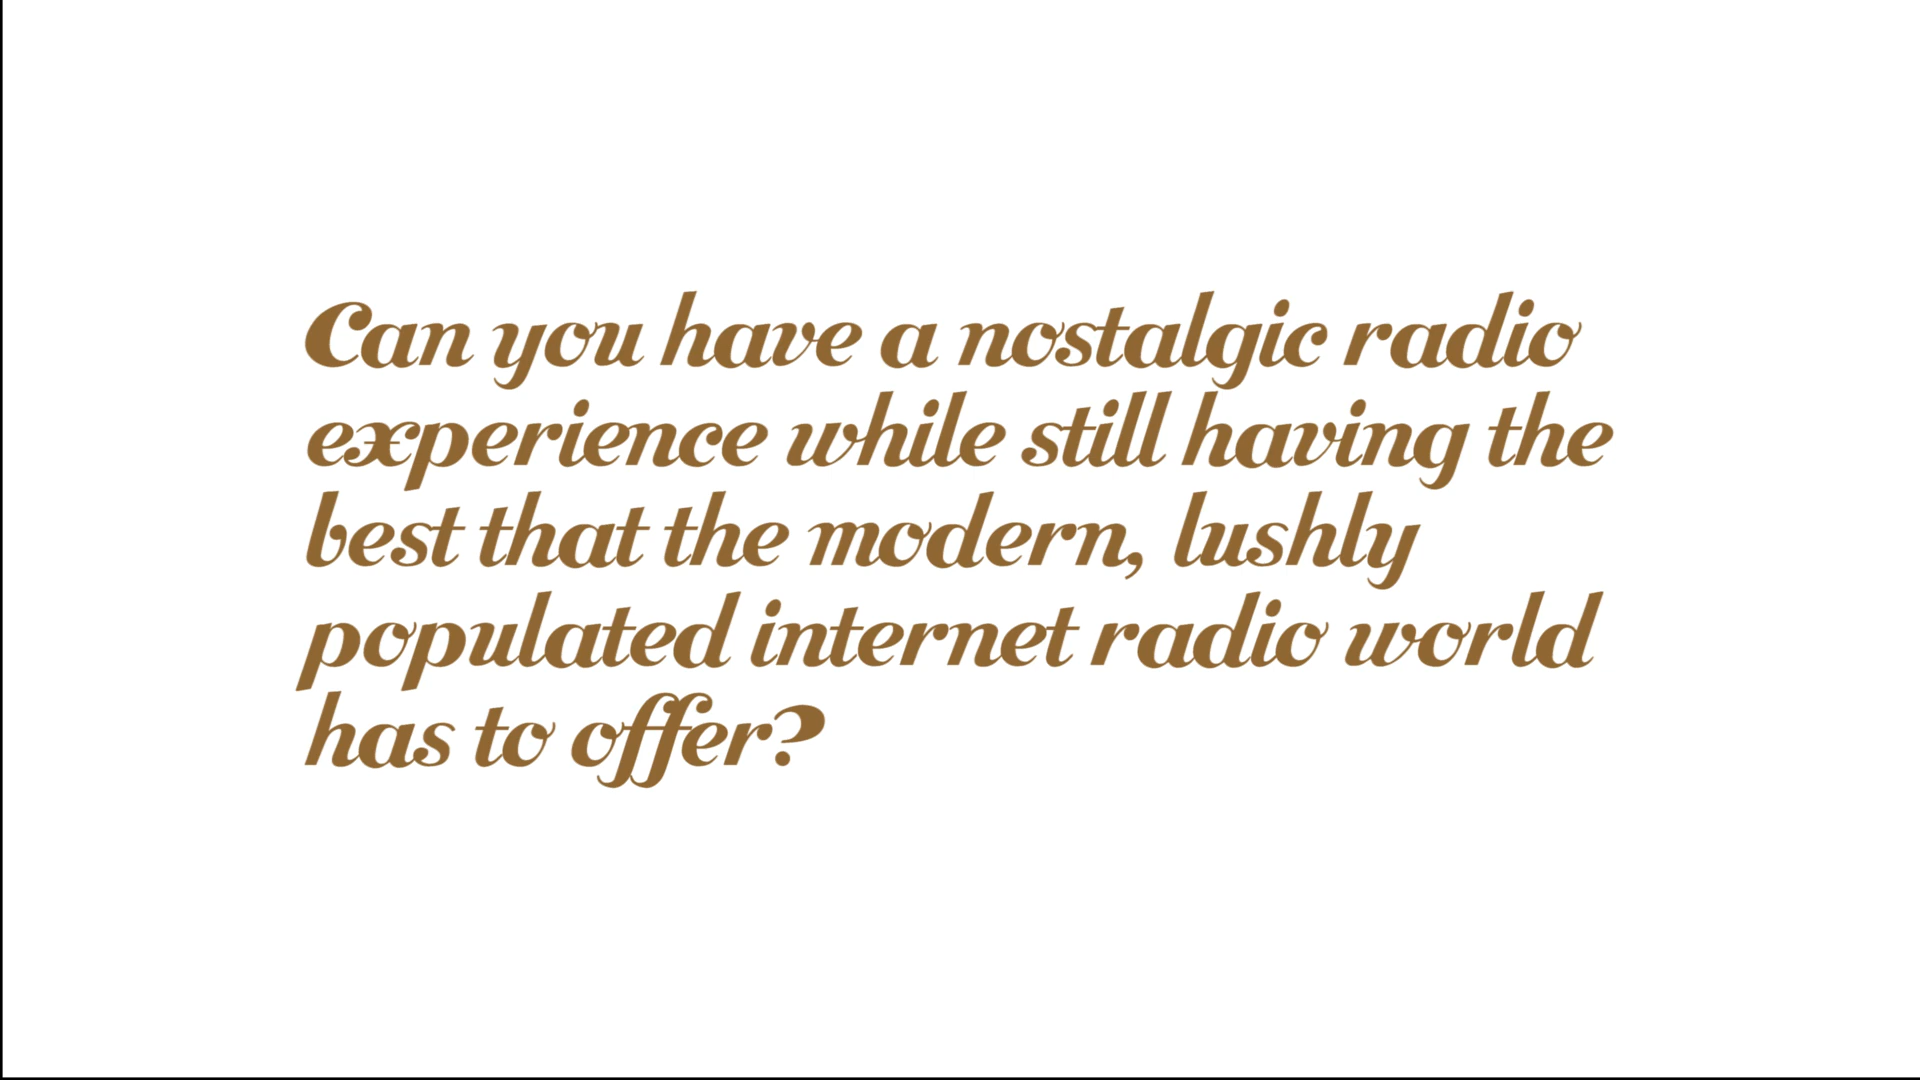 Can you have a nostalgic radio
experience while still having the
best that the modern, lushly
populated internet radio world
has to offer?